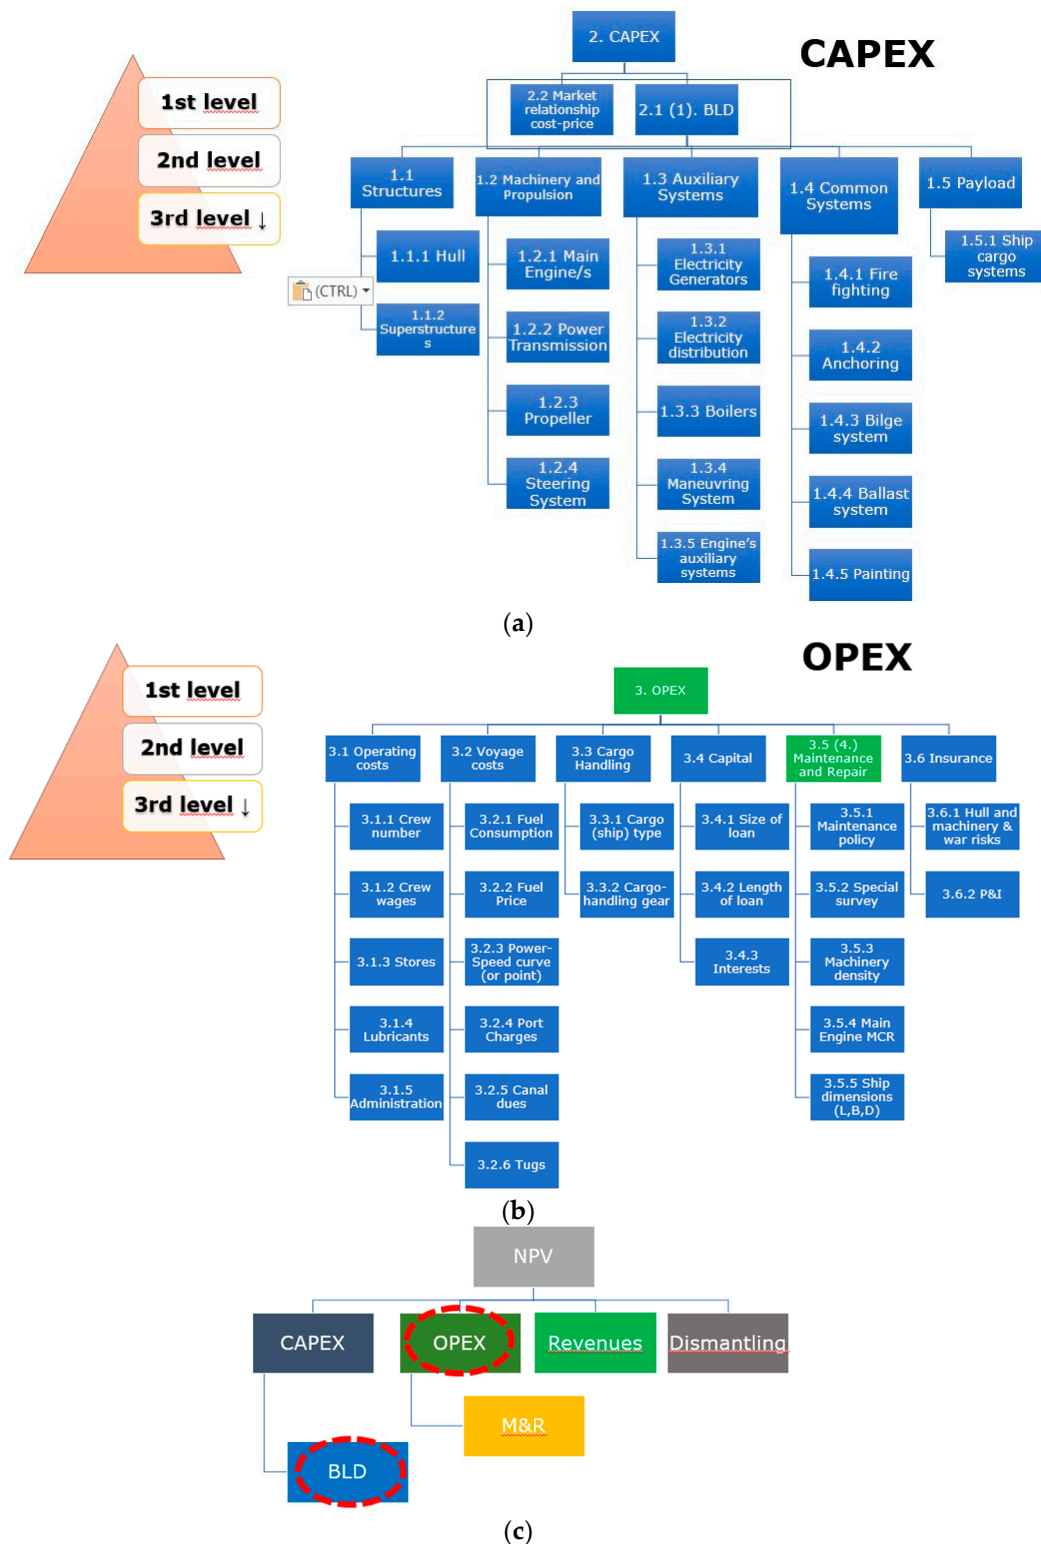 CAPEX
1st level
2nd level
3rd level ↓
2. CAPEX
2.2 Market
relationship
cost-price
2.1 (1). BLD
1.1
Structures
1.1.1 Hull
(CTRL)
1.1.2
Superstructure
s
1.2 Machinery and
Propulsion
1.2.1 Main
Engine/s
1.2.2 Power
Transmission
1.2.3
Propeller
1.2.4
Steering
System
1.3 Auxiliary
Systems
1.3.1
Electricity
Generators
1.3.2
Electricity
distribution
1.3.3 Boilers
1.3.4
Maneuvring
System
1.3.5 Engine's
auxiliary
systems
1.4 Common
Systems
1.4.1 Fire
fighting
1.4.2
Anchoring
1.4.3 Bilge
system
1.4.4 Ballast
system
1.4.5 Painting
1.5 Payload
1.5.1 Ship
cargo
systems
(a)
OPEX
1st level
2nd level
3rd level ↓
3. OPEX
3.1 Operating
costs
3.1.1 Crew
number
3.1.2 Crew
wages
3.1.3 Stores
3.1.4
Lubricants
3.1.5
Administration
3.2 Voyage
costs
3.2.1 Fuel
Consumption
3.2.2 Fuel
Price
3.2.3 Power-
Speed curve
(or point)
3.2.4 Port
Charges
3.2.5 Canal
dues
3.2.6 Tugs
3.3 Cargo
Handling
3.3.1 Cargo
(ship) type
3.3.2 Cargo-
handling gear
3.4 Capital
3.4.1 Size of
loan
3.4.2 Length
of loan
3.4.3
Interests
3.5 (4.)
Maintenance
and Repair
3.5.1
Maintenance
policy
3.5.2 Special
survey
3.5.3
Machinery
density
3.5.4 Main
Engine MCR
3.5.5 Ship
dimensions
(L,B,D)
3.6 Insurance
3.6.1 Hull and
machinery &
war risks
3.6.2 P&I
(b)
NPV
CAPEX
OPEX
Revenues
Dismantling
M&R
BLD
(c)